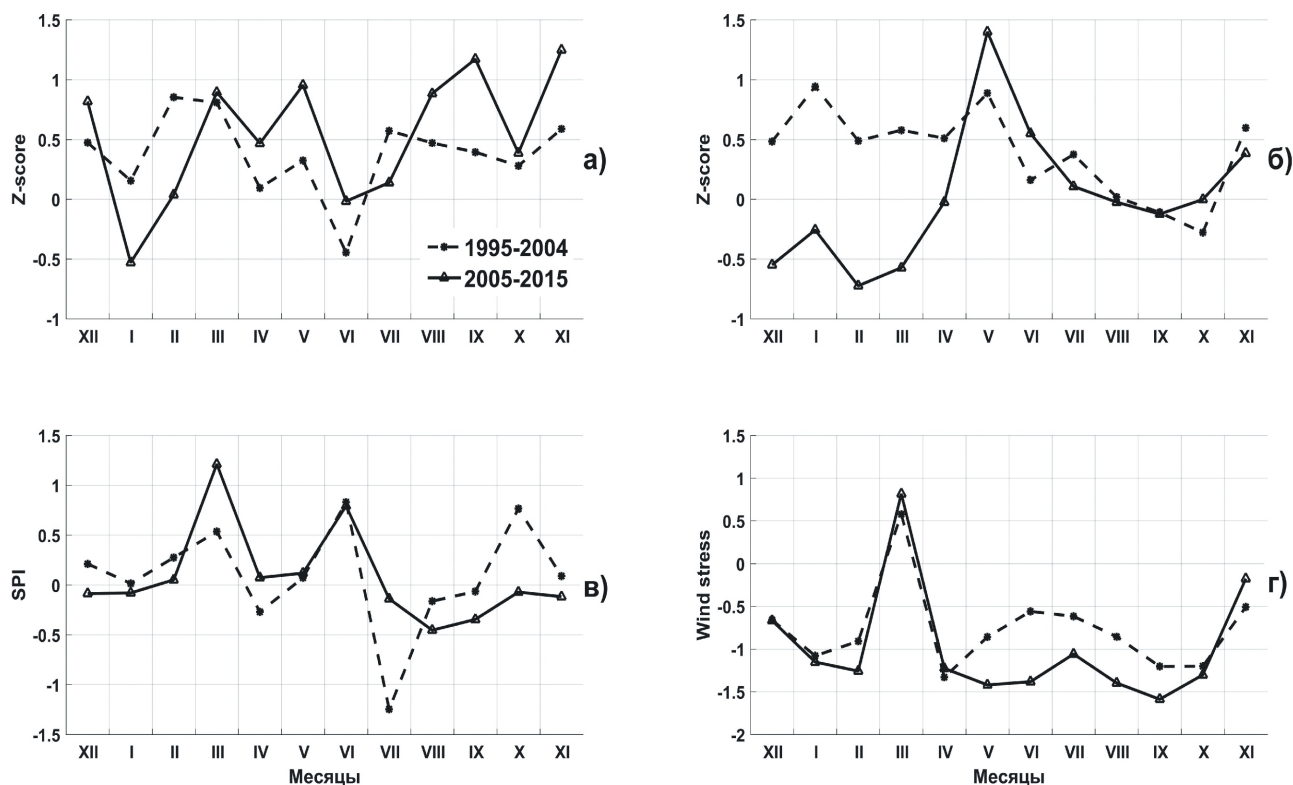 1.5
1
0.5
0
-0.5
-1
Z-score
XII I II III IV V VI VII VIII IX X XI
1995-2004
2005-2015
а)
1.5
1
0.5
0
-0.5
-1
Z-score
XII I II III IV V VI VII VIII IX X XI
б)
1.5
1
0.5
0
-0.5
-1
-1.5
SPI
XII I II III IV V VI VII VIII IX X XI
Месяцы
в)
1.5
1
0.5
0
-0.5
-1
-1.5
-2
Wind stress
XII I II III IV V VI VII VIII IX X XI
Месяцы
г)